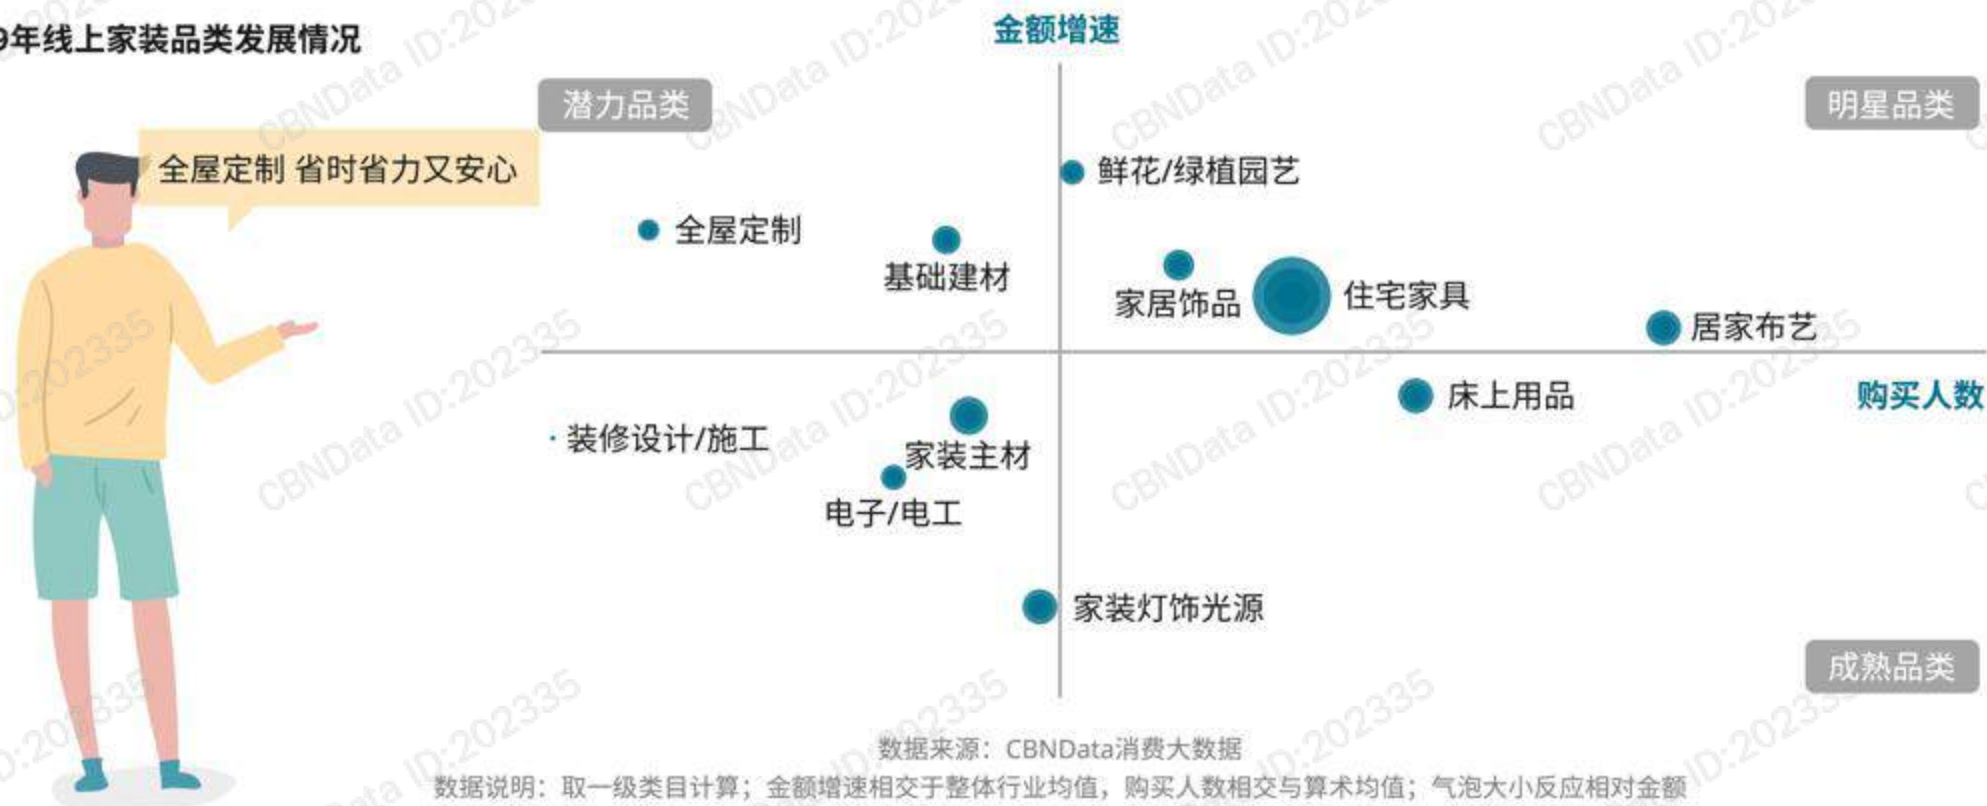 9年线上家装品类发展情况
金额增速
潜力品类
明星品类
全屋定制 省时省力又安心
鲜花/绿植园艺
全屋定制
基础建材
家居饰品
住宅家具
居家布艺
床上用品
购买人数
装修设计/施工
家装主材
电子/电工
家装灯饰光源
成熟品类
数据来源：CBNData消费大数据
数据说明：取一级类目计算；金额增速相交于整体行业均值，购买人数相交与算术均值；气泡大小反应相对金额
CBNData ID:202335